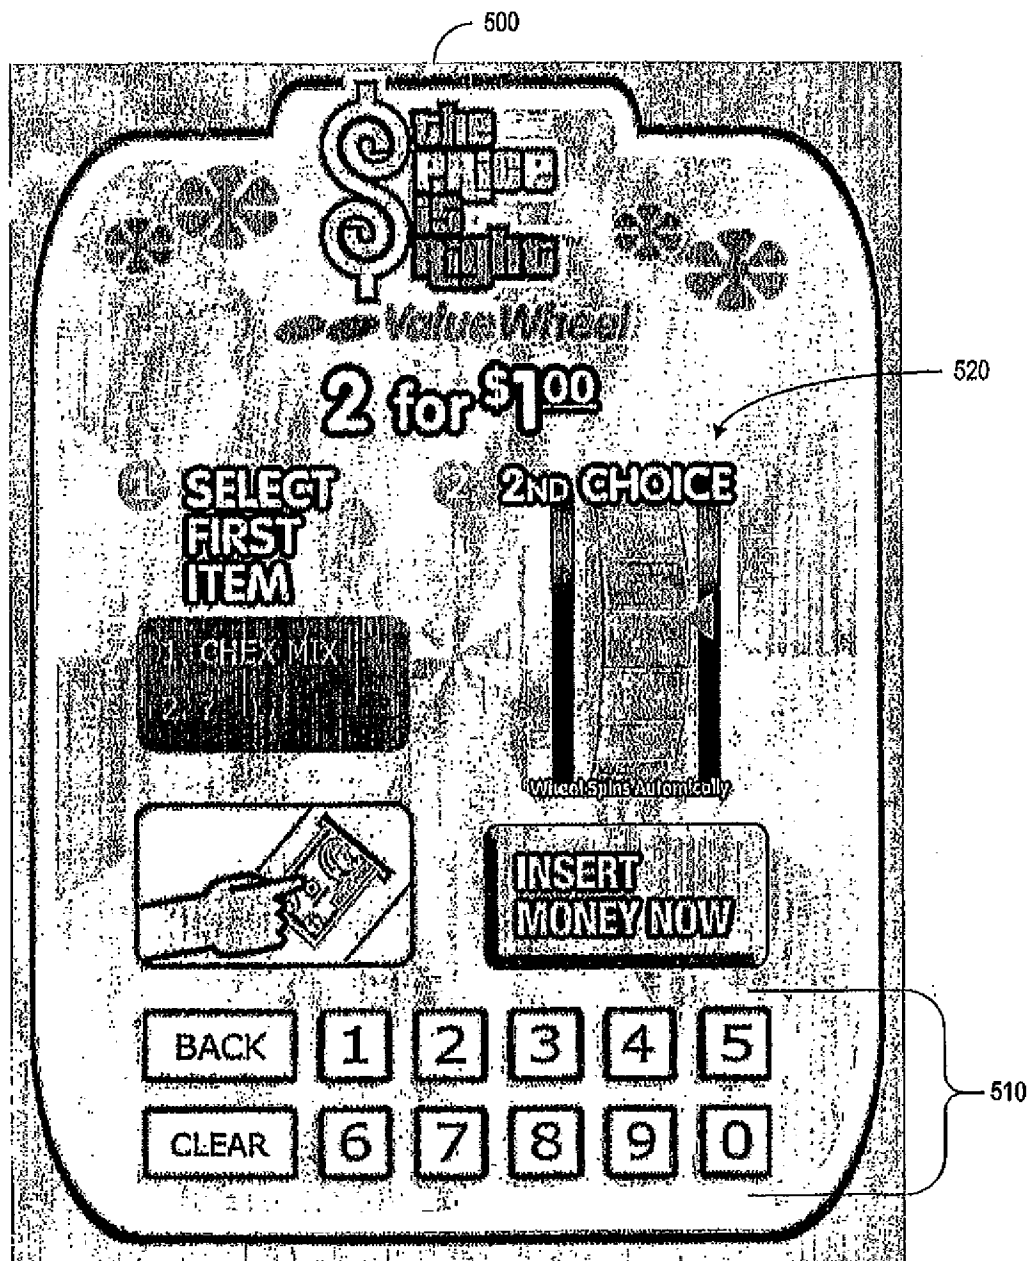 500
the
PRICE
is
Right
Value Wheel
2 for $1.00
520
1 SELECT
FIRST
ITEM
2 2ND CHOICE
1. CHEX MIX
2. ?
Wheel Spins Automically
INSERT
MONEY NOW
BACK 1 2 3 4 5
510
CLEAR 6 7 8 9 0